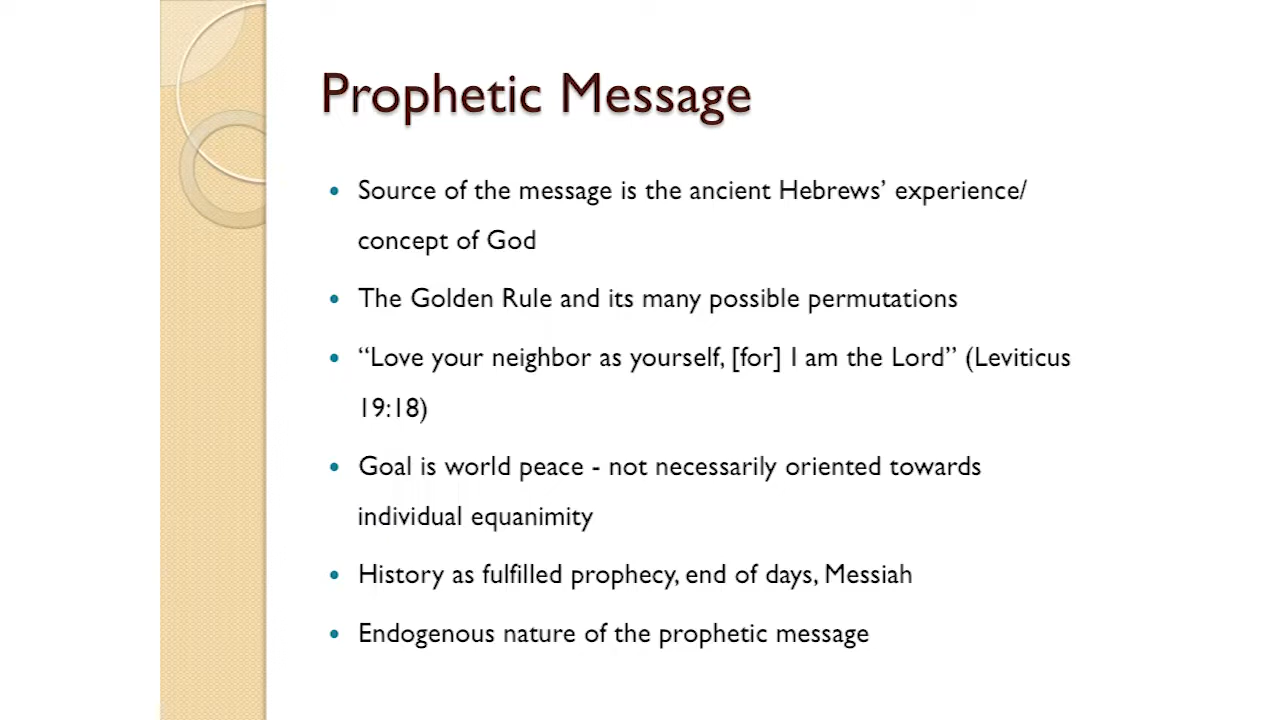 Prophetic Message
• Source of the message is the ancient Hebrews’ experience/
concept of God
• The Golden Rule and its many possible permutations
• “Love your neighbor as yourself, [for] I am the Lord” (Leviticus
19:18)
• Goal is world peace - not necessarily oriented towards
individual equanimity
• History as fulfilled prophecy, end of days, Messiah
• Endogenous nature of the prophetic message